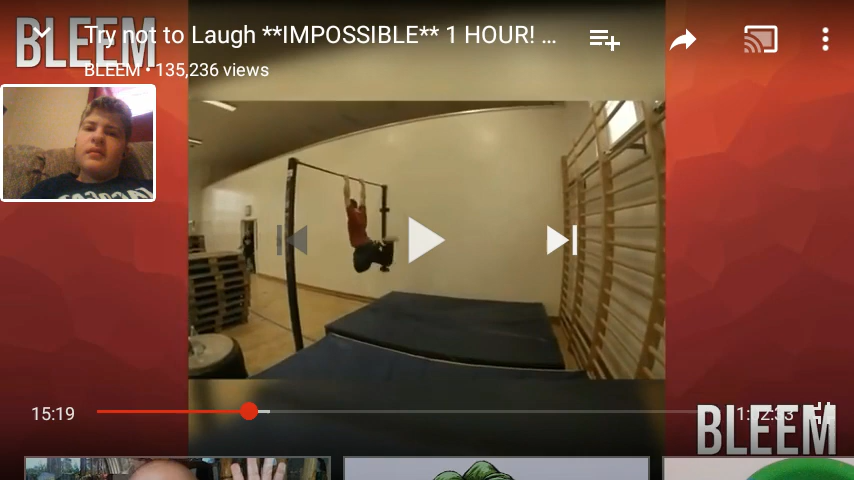 BLEEM
Try not to Laugh **IMPOSSIBLE** 1 HOUR! ...
BLEEM • 135,236 views
15:19
BLEEM